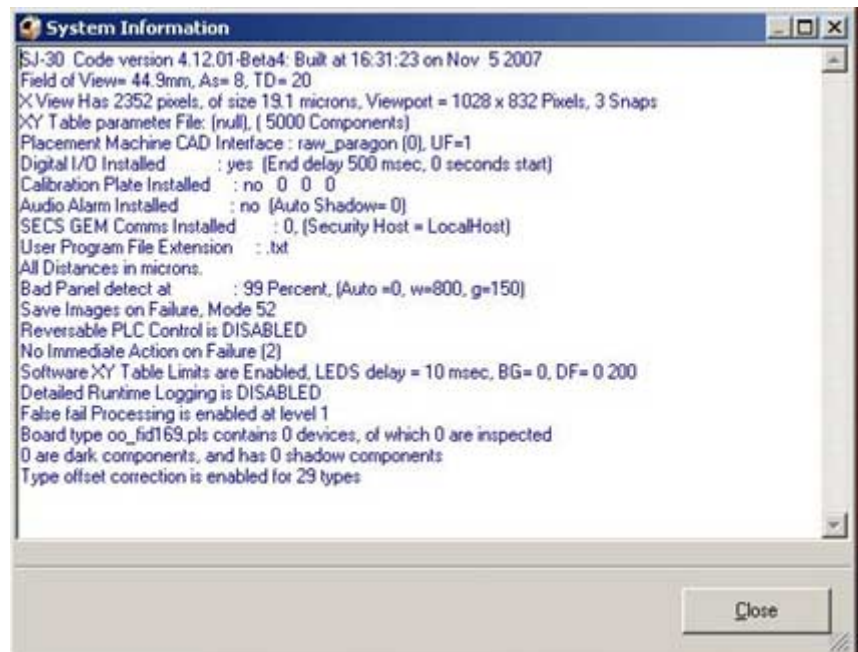 System Information
SJ-30 Code version 4.12.01-Beta4: Built at 16:31:23 on Nov 5 2007
Field of View= 44.9mm, As= 8, TD= 20
X View Has 2352 pixels, of size 19.1 microns, Viewport = 1028 x 832 Pixels, 3 Snaps
XY Table parameter File: (null), ( 5000 Components)
Placement Machine CAD Interface : raw_paragon (0), UF=1
Digital I/O Installed : yes (End delay 500 msec, 0 seconds start)
Calibration Plate Installed : no 0 0 0
Audio Alarm Installed : no (Auto Shadow= 0)
SECS GEM Comms Installed : 0, (Security Host = LocalHost)
User Program File Extension : .txt
All Distances in microns.
Bad Panel detect at : 99 Percent, (Auto =0, w=800, g=150)
Save Images on Failure, Mode 52
Reversable PLC Control is DISABLED
No Immediate Action on Failure (2)
Software XY Table Limits are Enabled, LEDS delay = 10 msec, BG= 0, DF= 0 200
Detailed Runtime Logging is DISABLED
False fail Processing is enabled at level 1
Board type oo_fid169.pls contains 0 devices, of which 0 are inspected
0 are dark components, and has 0 shadow components
Type offset correction is enabled for 29 types
Close